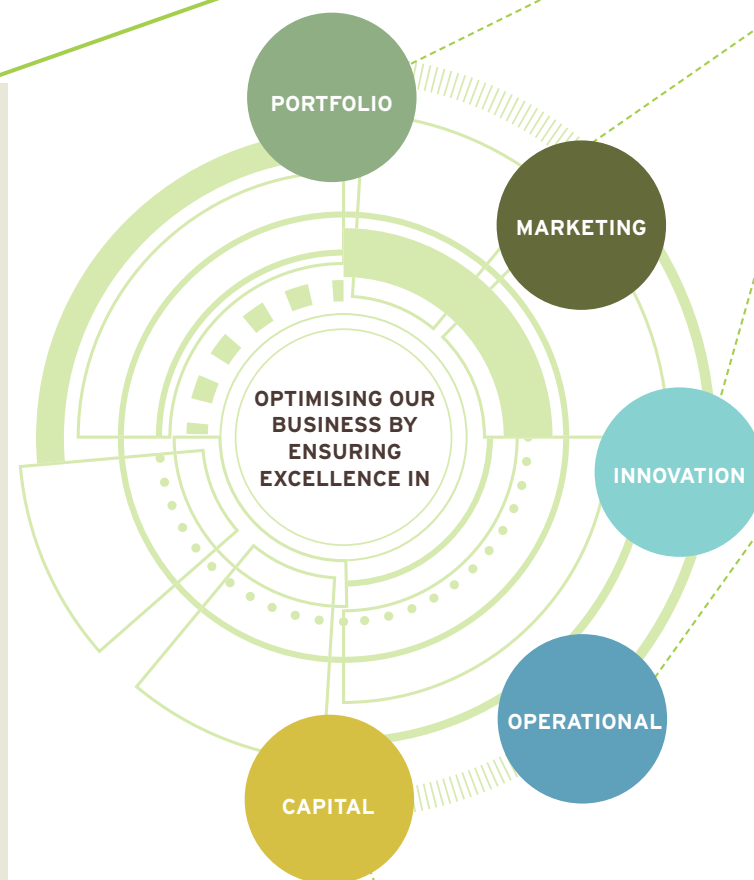 PORTFOLIO
MARKETING
OPTIMISING OUR
BUSINESS BY
ENSURING
EXCELLENCE IN
INNOVATION
OPERATIONAL
CAPITAL